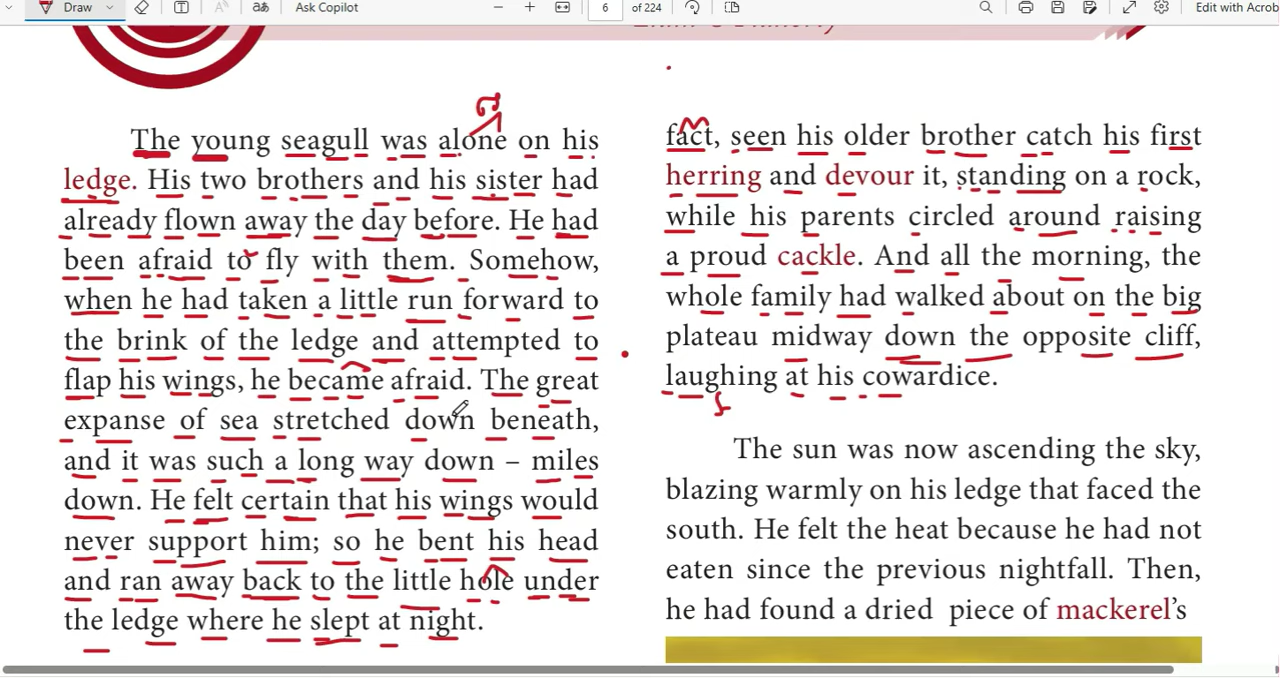 Draw
Ask Copilot
6 of 224
Edit with Acrob
The young seagull was alone on his
ledge. His two brothers and his sister had
already flown away the day before. He had
been afraid to fly with them. Somehow,
when he had taken a little run forward to
the brink of the ledge and attempted to
flap his wings, he became afraid. The great
expanse of sea stretched down beneath,
and it was such a long way down – miles
down. He felt certain that his wings would
never support him; so he bent his head
and ran away back to the little hole under
the ledge where he slept at night.
fact, seen his older brother catch his first
herring and devour it, standing on a rock,
while his parents circled around raising
a proud cackle. And all the morning, the
whole family had walked about on the big
plateau midway down the opposite cliff,
laughing at his cowardice.
The sun was now ascending the sky,
blazing warmly on his ledge that faced the
south. He felt the heat because he had not
eaten since the previous nightfall. Then,
he had found a dried piece of mackerel’s